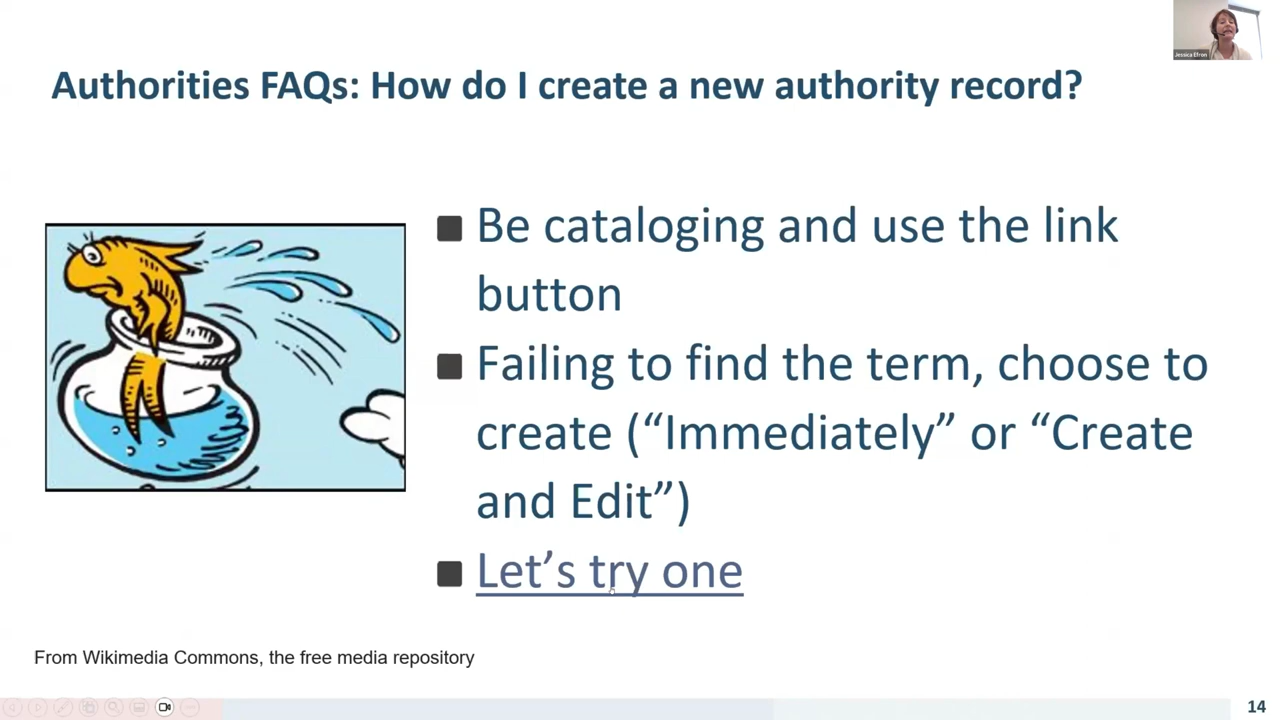 Jessica Efron
Authorities FAQs: How do I create a new authority record?
■ Be cataloging and use the link
button
■ Failing to find the term, choose to
create (“Immediately” or “Create
and Edit”)
■ Let’s try one
From Wikimedia Commons, the free media repository
14